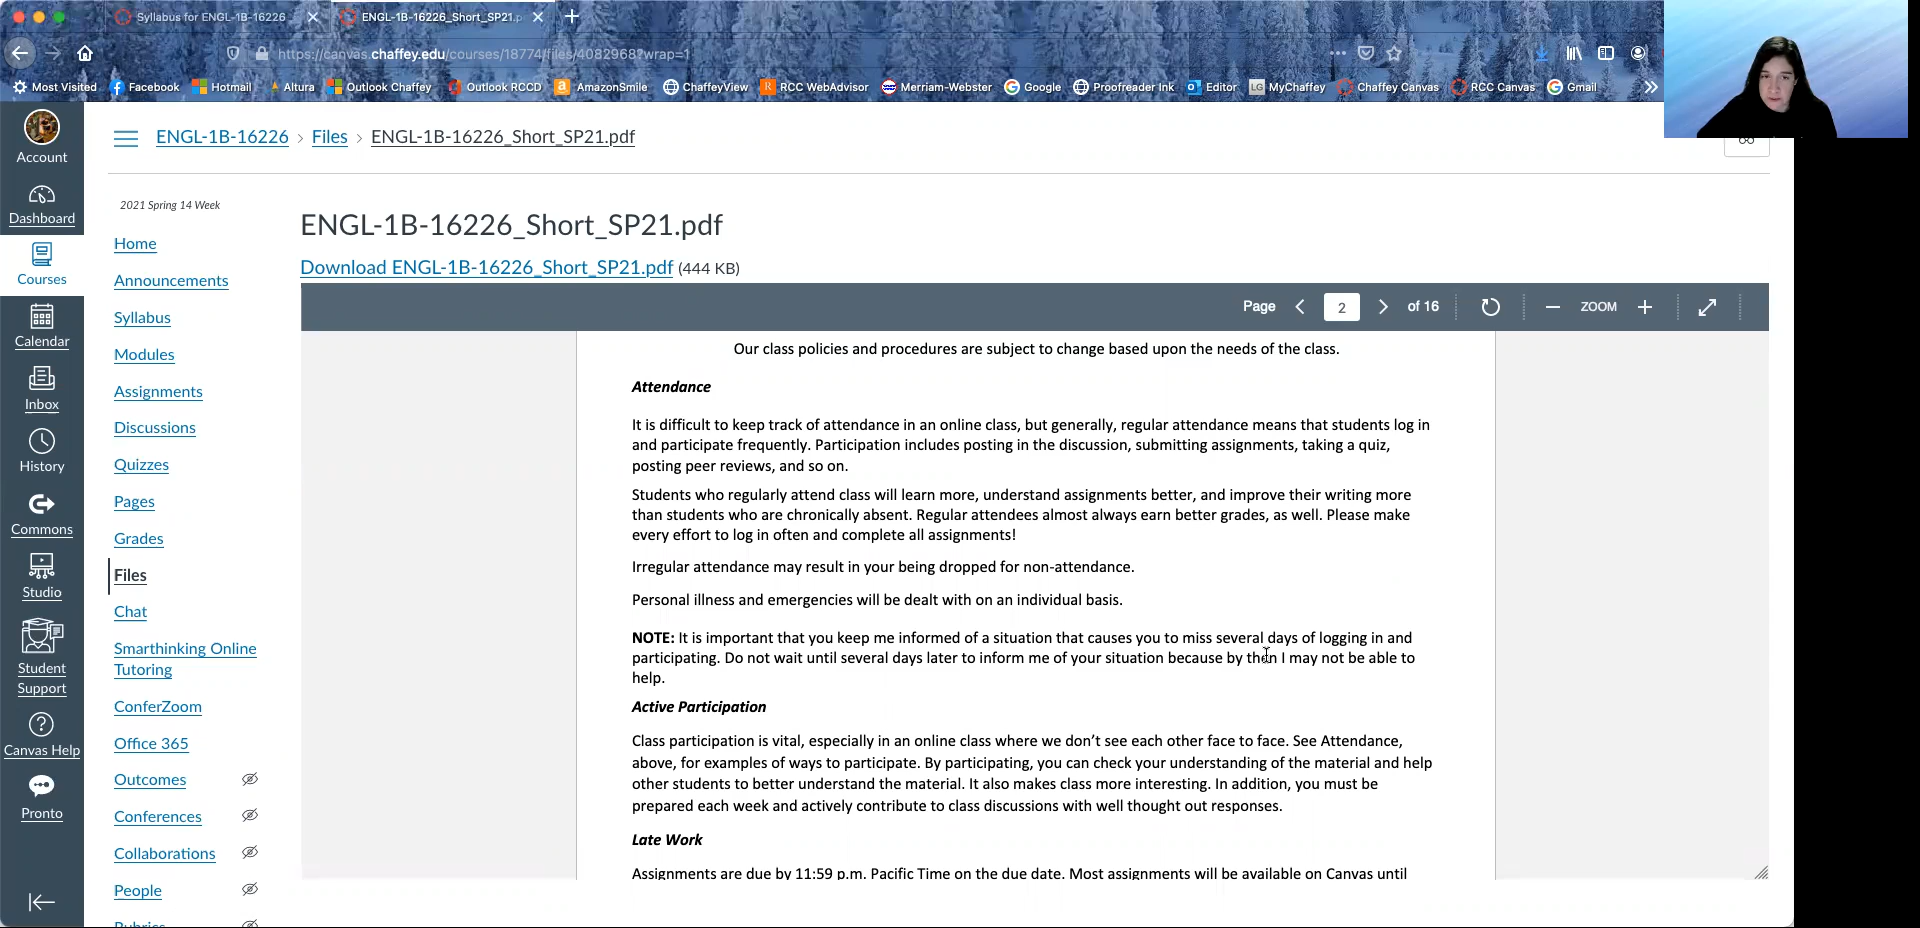 Syllabus for ENGL-1B-16226
ENGL-1B-16226_Short_SP21.p
https://canvas.chaffey.edu/courses/18774/files/4082968?wrap=1
Most Visited Facebook Hotmail Altura Outlook Chaffey Outlook RCCD AmazonSmile ChaffeyView RCC WebAdvisor Merriam-Webster Google Proofreader Ink Editor MyChaffey Chaffey Canvas RCC Canvas Gmail
ENGL-1B-16226 › Files › ENGL-1B-16226_Short_SP21.pdf
Account
Dashboard
Courses
Calendar
Inbox
History
Commons
Studio
Student
Support
Canvas Help
Pronto
2021 Spring 14 Week
Home
Announcements
Syllabus
Modules
Assignments
Discussions
Quizzes
Pages
Grades
Files
Chat
Smarthinking Online
Tutoring
ConferZoom
Office 365
Outcomes
Conferences
Collaborations
People
ENGL-1B-16226_Short_SP21.pdf
Download ENGL-1B-16226_Short_SP21.pdf (444 KB)
Page 2 of 16 ZOOM
Our class policies and procedures are subject to change based upon the needs of the class.
Attendance
It is difficult to keep track of attendance in an online class, but generally, regular attendance means that students log in
and participate frequently. Participation includes posting in the discussion, submitting assignments, taking a quiz,
posting peer reviews, and so on.
Students who regularly attend class will learn more, understand assignments better, and improve their writing more
than students who are chronically absent. Regular attendees almost always earn better grades, as well. Please make
every effort to log in often and complete all assignments!
Irregular attendance may result in your being dropped for non-attendance.
Personal illness and emergencies will be dealt with on an individual basis.
NOTE: It is important that you keep me informed of a situation that causes you to miss several days of logging in and
participating. Do not wait until several days later to inform me of your situation because by then I may not be able to
help.
Active Participation
Class participation is vital, especially in an online class where we don’t see each other face to face. See Attendance,
above, for examples of ways to participate. By participating, you can check your understanding of the material and help
other students to better understand the material. It also makes class more interesting. In addition, you must be
prepared each week and actively contribute to class discussions with well thought out responses.
Late Work
Assignments are due by 11:59 p.m. Pacific Time on the due date. Most assignments will be available on Canvas until